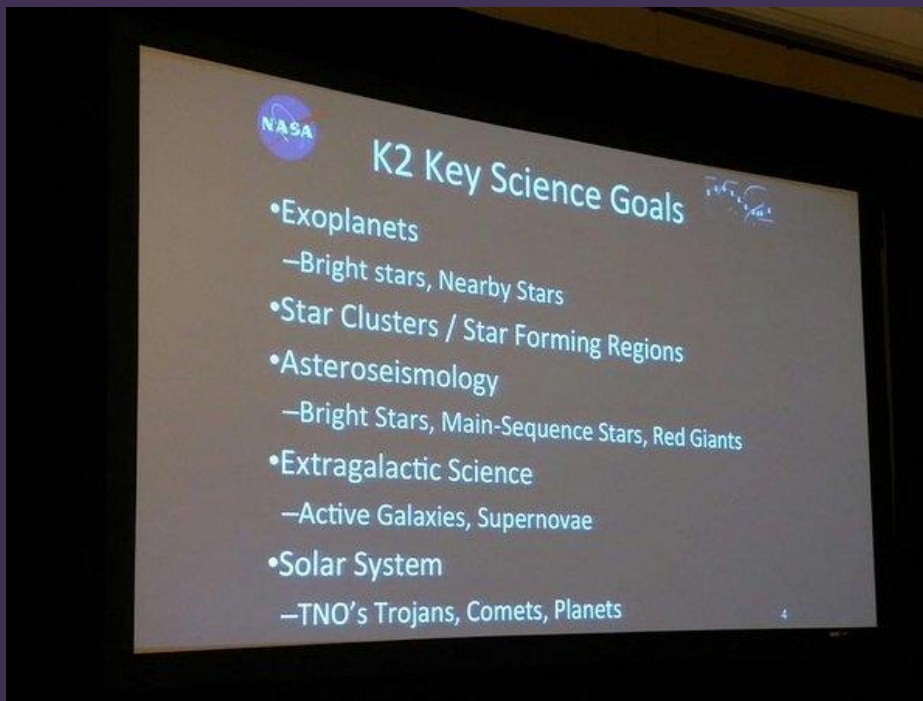 NASA
K2 Key Science Goals
•Exoplanets
–Bright stars, Nearby Stars
•Star Clusters / Star Forming Regions
•Asteroseismology
–Bright Stars, Main-Sequence Stars, Red Giants
•Extragalactic Science
–Active Galaxies, Supernovae
•Solar System
–TNO's Trojans, Comets, Planets
4